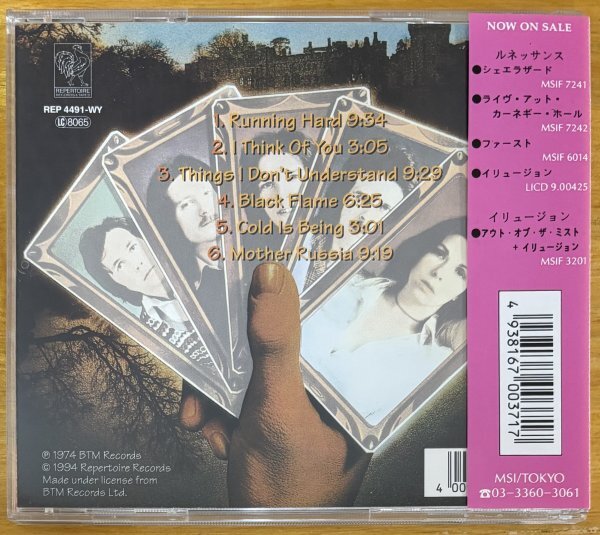 REPERTOIRE
REP 4491-WY
LC 8065
1. Running Hard 9:34
2. I Think Of You 3:05
3. Things I Don't Understand 9:29
4. Black Flame 6:25
5. Cold Is Being 3:01
6. Mother Russia 9:19
℗ 1974 BTM Records
© 1994 Repertoire Records
Made under license from
BTM Records Ltd.
4 00
NOW ON SALE
ルネッサンス
●シェエラザード
MSIF 7241
●ライヴ・アット・
カーネギー・ホール
MSIF 7242
●ファースト
MSIF 6014
●イリュージョン
LICD 9.00425
イリュージョン
●アウト・オブ・ザ・ミスト
+イリュージョン
MSIF 3201
4 938167 003717
MSI/TOKYO
☎03-3360-3061